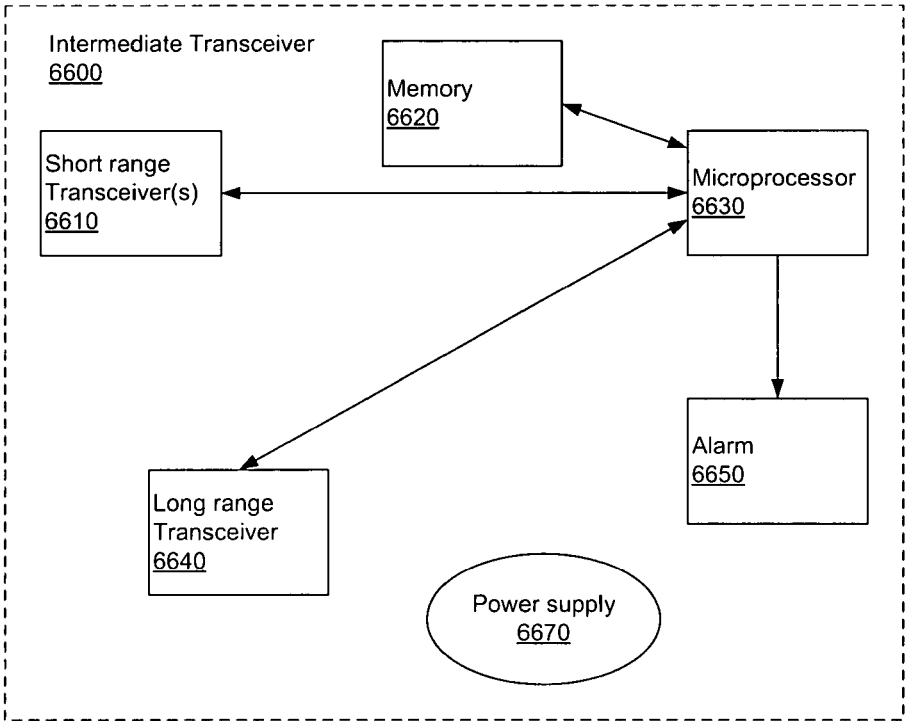 Intermediate Transceiver
6600
Memory
6620
Short range
Transceiver(s)
6610
Microprocessor
6630
Alarm
6650
Long range
Transceiver
6640
Power supply
6670